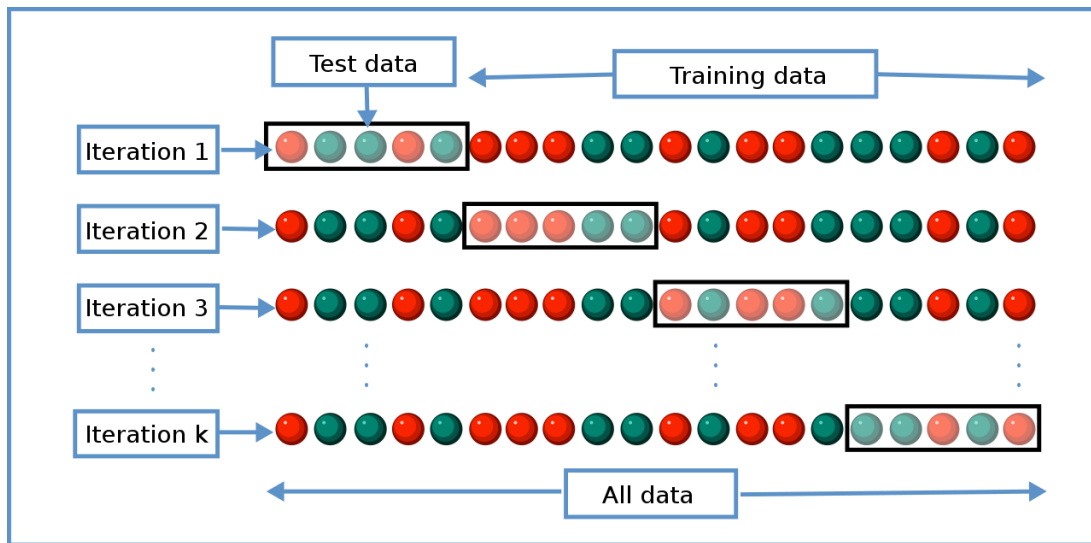 Test data
Training data
Iteration 1
Iteration 2
Iteration 3
Iteration k
All data